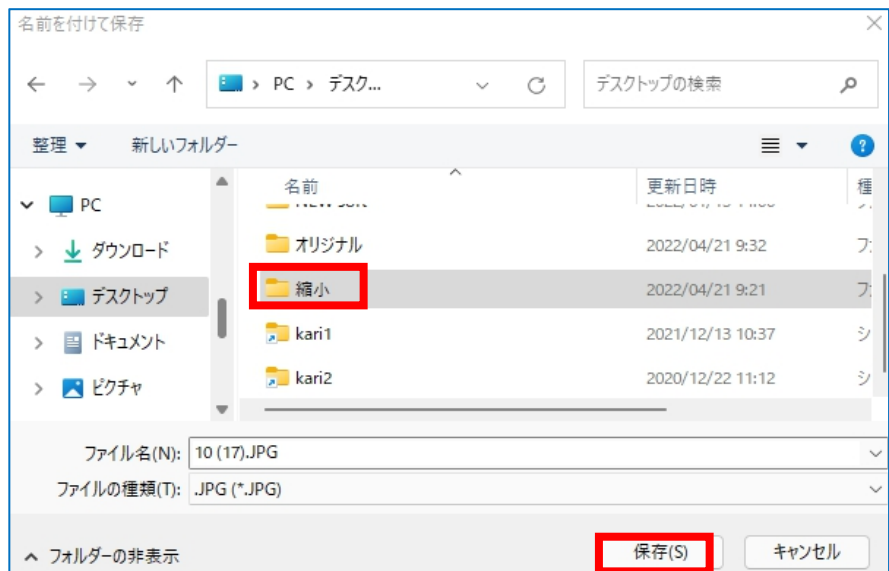 名前を付けて保存
PC › デスク...
デスクトップの検索
整理
新しいフォルダー
名前
更新日時
種
PC
ダウンロード
オリジナル
2022/04/21 9:32
フ
デスクトップ
縮小
2022/04/21 9:21
フ
ドキュメント
kari1
2021/12/13 10:37
シ
ピクチャ
kari2
2020/12/22 11:12
シ
ファイル名(N): 10 (17).JPG
ファイルの種類(T): .JPG (*.JPG)
フォルダーの非表示
保存(S)
キャンセル